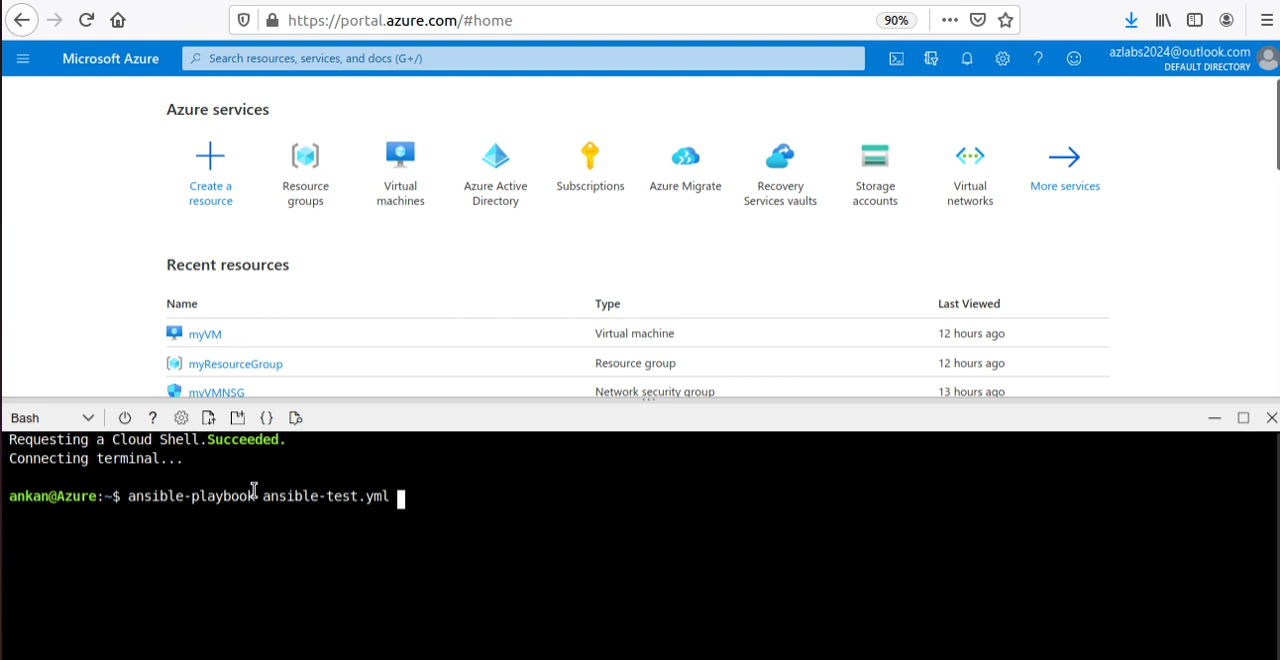 https://portal.azure.com/#home
90%
Microsoft Azure
Search resources, services, and docs (G+/)
azlabs2024@outlook.com
DEFAULT DIRECTORY
Azure services
Create a resource
Resource groups
Virtual machines
Azure Active Directory
Subscriptions
Azure Migrate
Recovery Services vaults
Storage accounts
Virtual networks
More services
Recent resources
Name Type Last Viewed
myVM Virtual machine 12 hours ago
myResourceGroup Resource group 12 hours ago
myVMNSG Network security group 13 hours ago
Bash
Requesting a Cloud Shell.Succeeded.
Connecting terminal...
ankan@Azure:~$ ansible-playbook ansible-test.yml